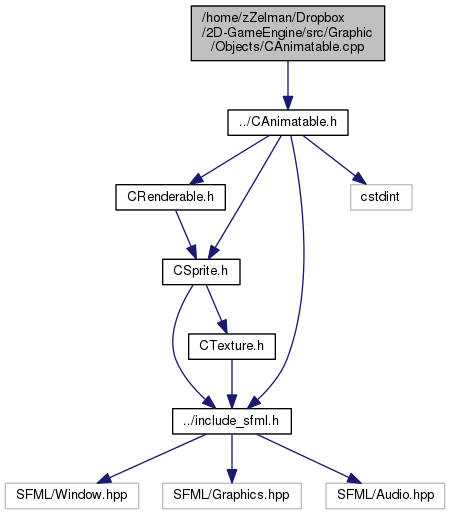 /home/zZelman/Dropbox
/2D-GameEngine/src/Graphic
/Objects/CAnimatable.cpp
../CAnimatable.h
CRenderable.h
cstdint
CSprite.h
CTexture.h
../include_sfml.h
SFML/Window.hpp
SFML/Graphics.hpp
SFML/Audio.hpp